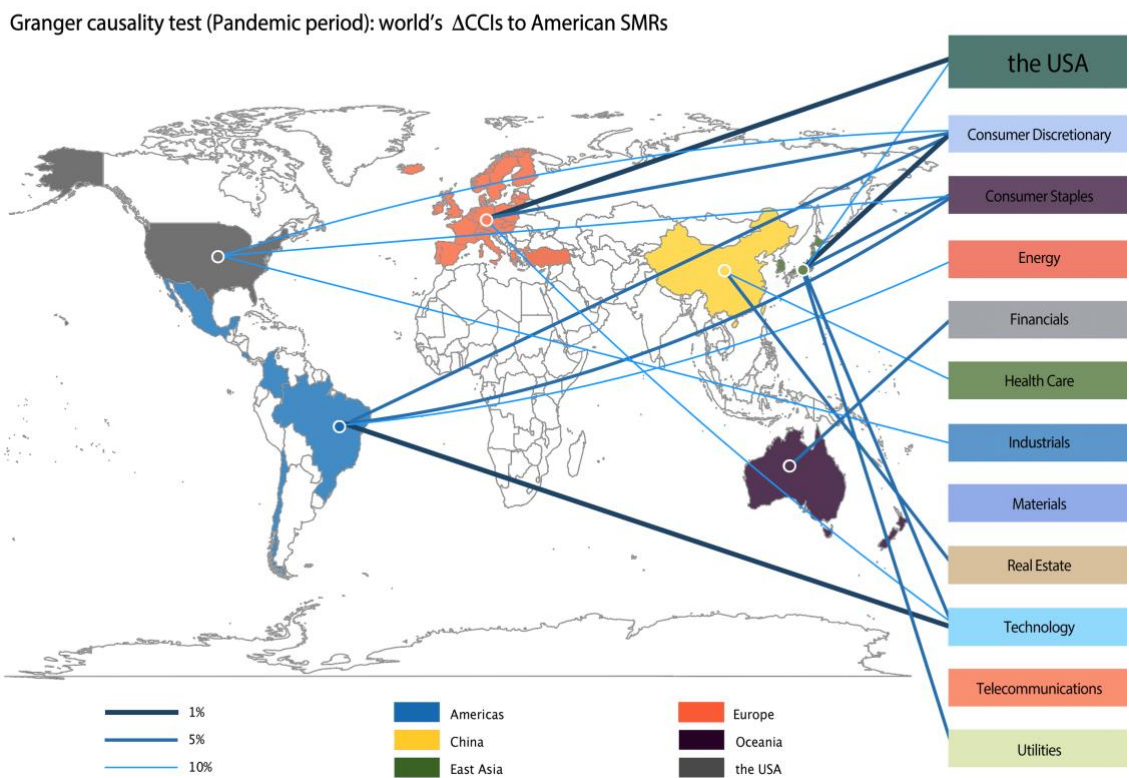 Granger causality test (Pandemic period): world's ΔCCIs to American SMRs
the USA
Consumer Discretionary
Consumer Staples
Energy
Financials
Health Care
Industrials
Materials
Real Estate
Technology
Telecommunications
Utilities
1%
5%
10%
Americas
China
East Asia
Europe
Oceania
the USA